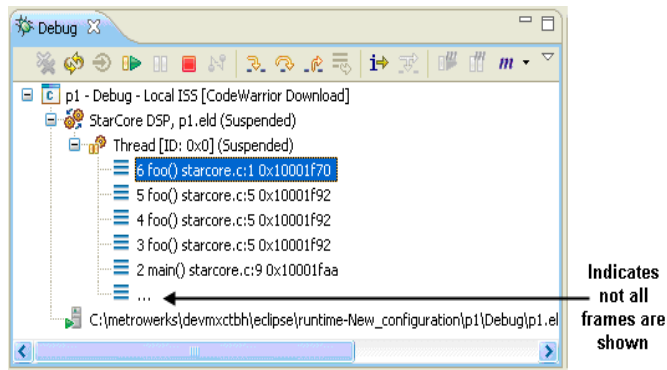 Debug
p1 - Debug - Local ISS [CodeWarrior Download]
StarCore DSP, p1.eld (Suspended)
Thread [ID: 0x0] (Suspended)
6 foo() starcore.c:1 0x10001f70
5 foo() starcore.c:5 0x10001f92
4 foo() starcore.c:5 0x10001f92
3 foo() starcore.c:5 0x10001f92
2 main() starcore.c:9 0x10001faa
...
C:\metrowerks\devmxctbh\eclipse\runtime-New_configuration\p1\Debug\p1.el
Indicates
not all
frames are
shown